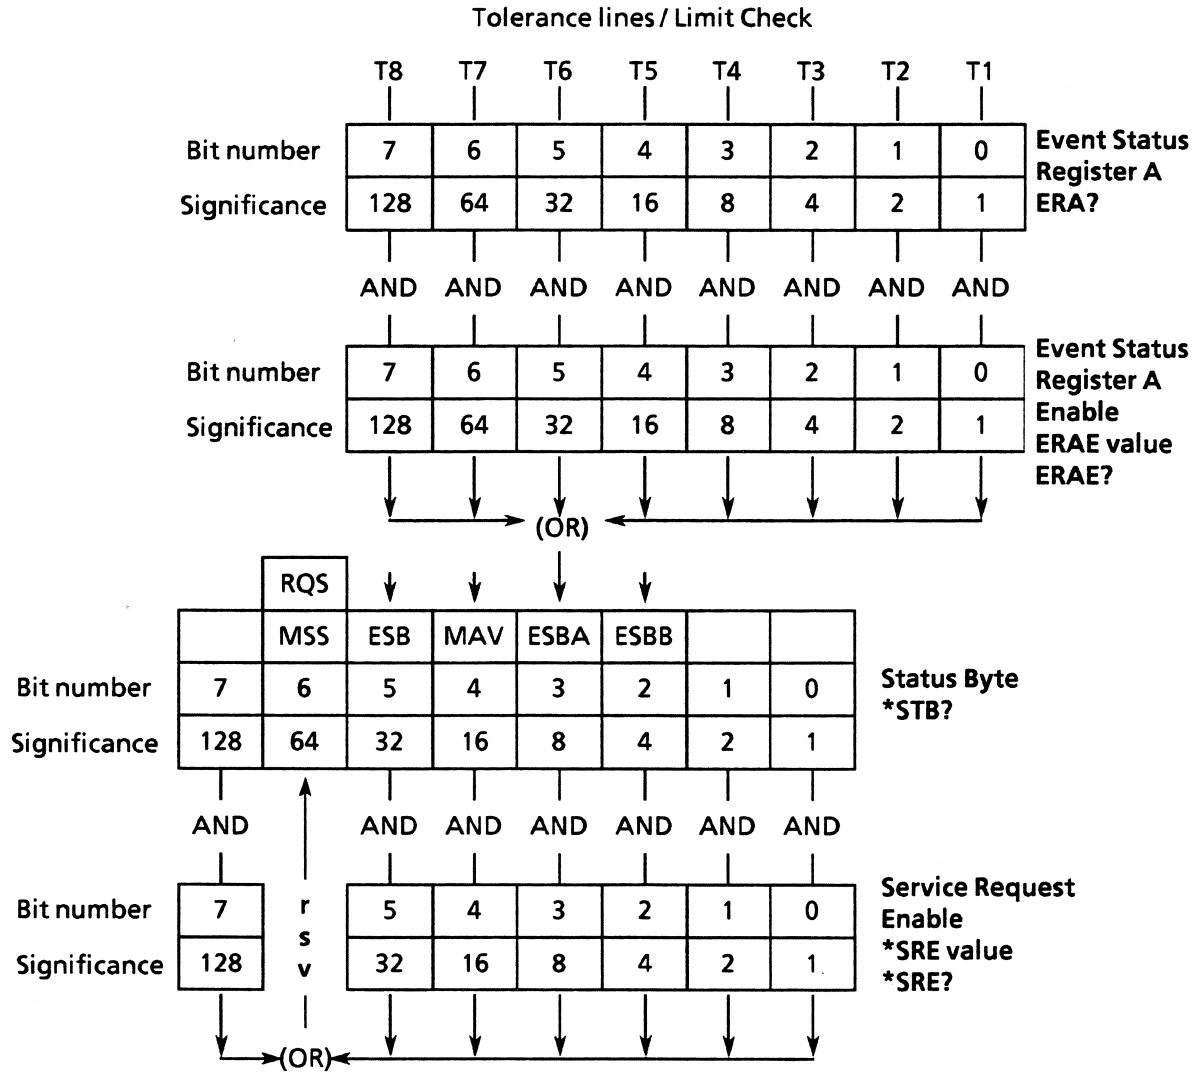 Tolerance lines / Limit Check
T8 T7 T6 T5 T4 T3 T2 T1
Bit number 7 6 5 4 3 2 1 0
Significance 128 64 32 16 8 4 2 1
Event Status
Register A
ERA?
AND AND AND AND AND AND AND AND
Bit number 7 6 5 4 3 2 1 0
Significance 128 64 32 16 8 4 2 1
Event Status
Register A
Enable
ERAE value
ERAE?
(OR)
RQS
MSS ESB MAV ESBA ESBB
Bit number 7 6 5 4 3 2 1 0
Significance 128 64 32 16 8 4 2 1
Status Byte
*STB?
AND AND AND AND AND AND AND
Bit number 7 5 4 3 2 1 0
Significance 128 32 16 8 4 2 1
r
s
v
Service Request
Enable
*SRE value
*SRE?
(OR)